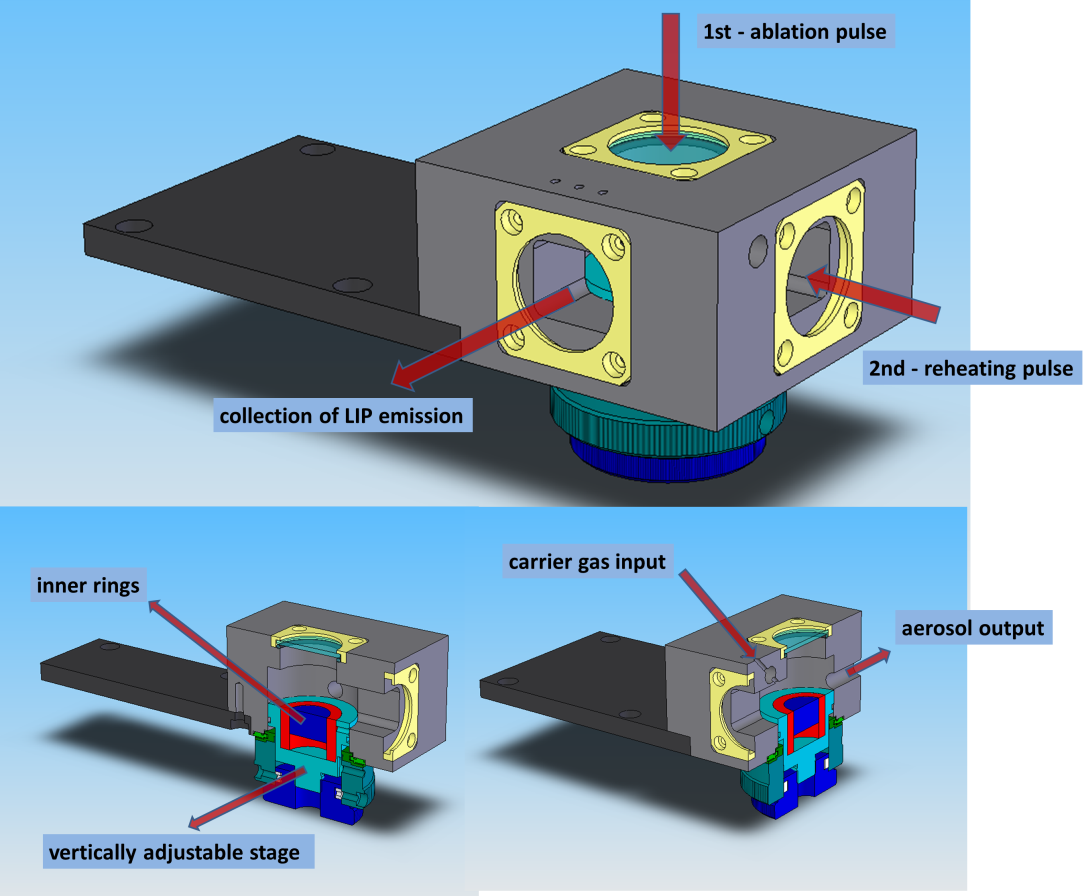 1st - ablation pulse
2nd - reheating pulse
collection of LIP emission
inner rings
vertically adjustable stage
carrier gas input
aerosol output